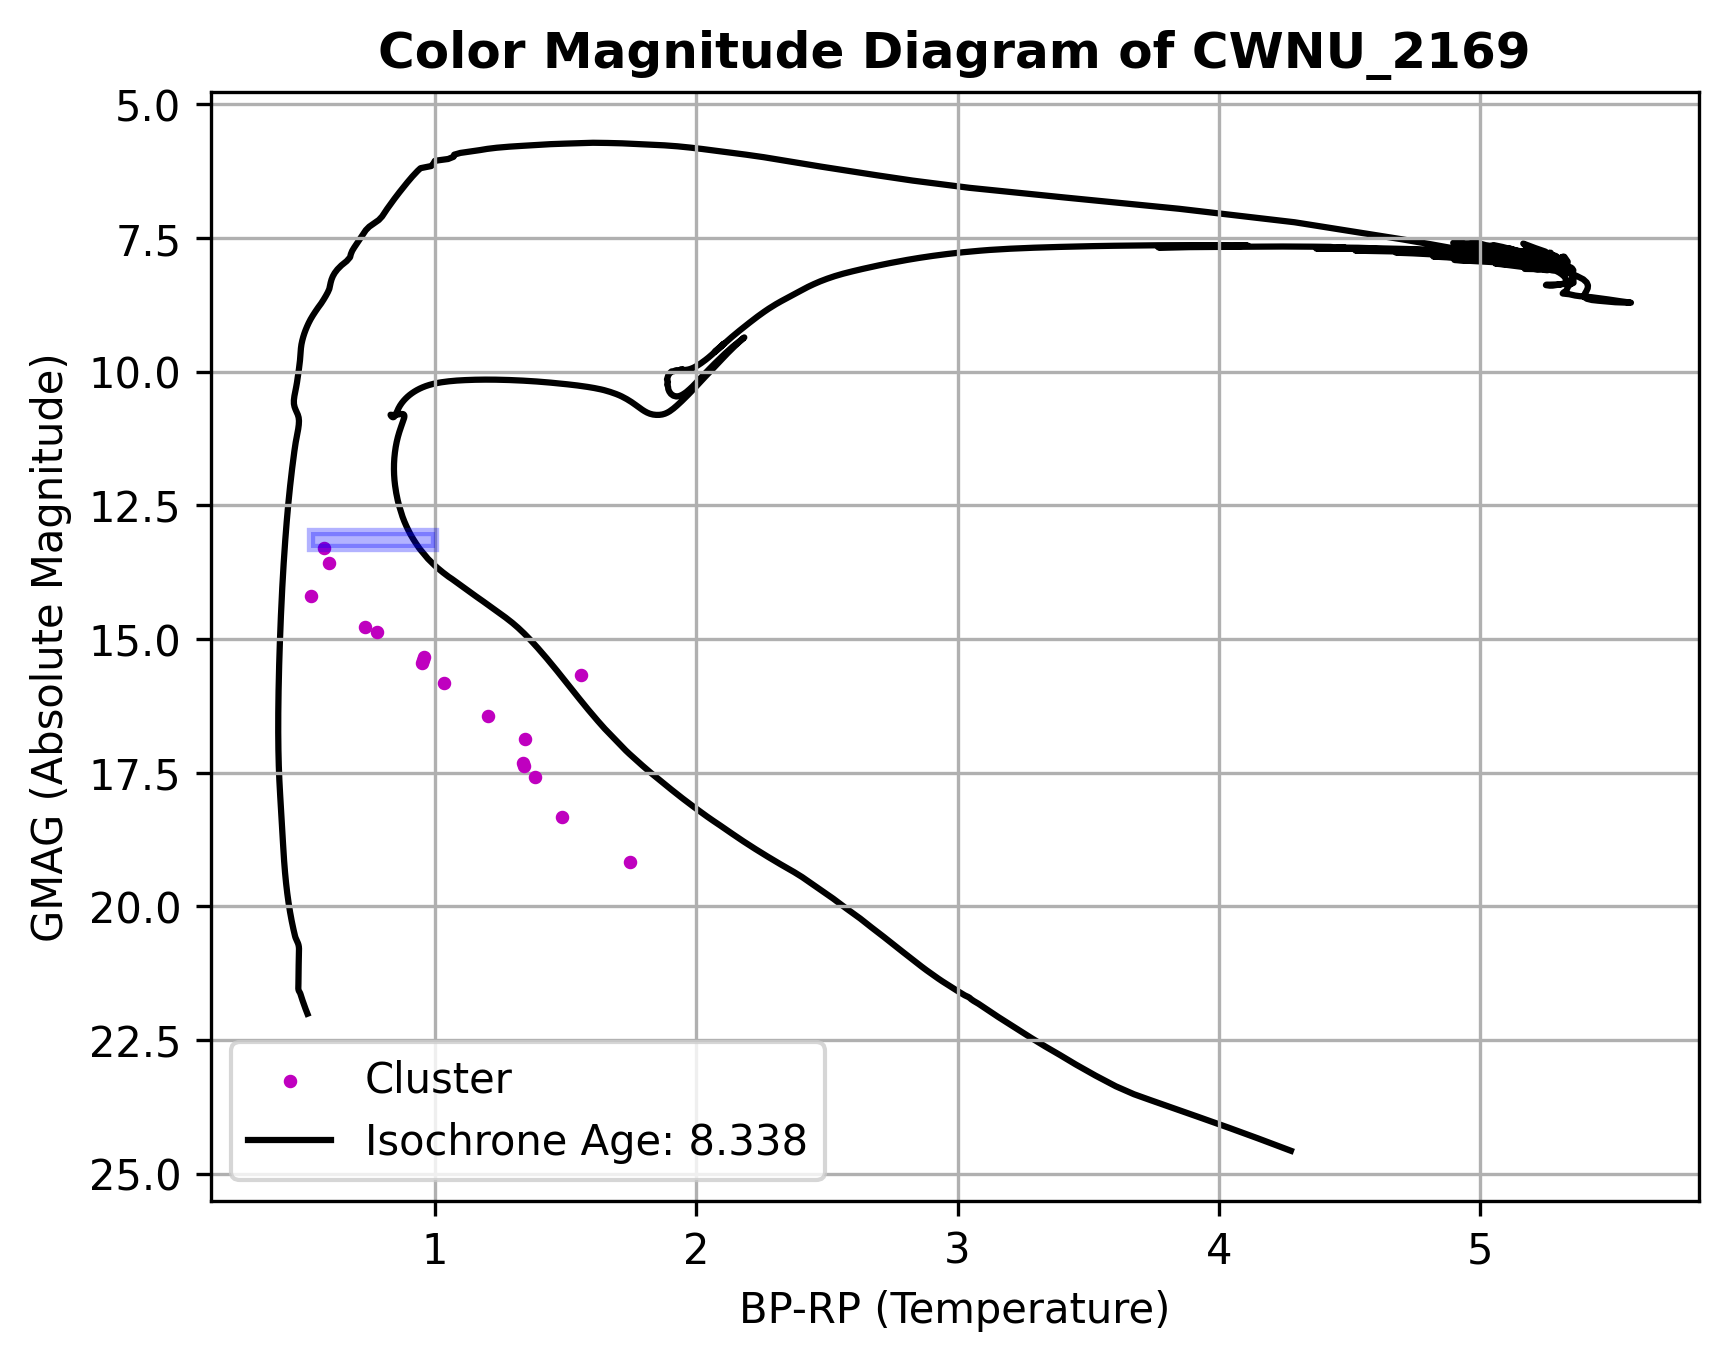 Color Magnitude Diagram of CWNU_2169
GMAG (Absolute Magnitude)
5.0
7.5
10.0
12.5
15.0
17.5
20.0
22.5
25.0
Cluster
Isochrone Age: 8.338
1 2 3 4 5
BP-RP (Temperature)